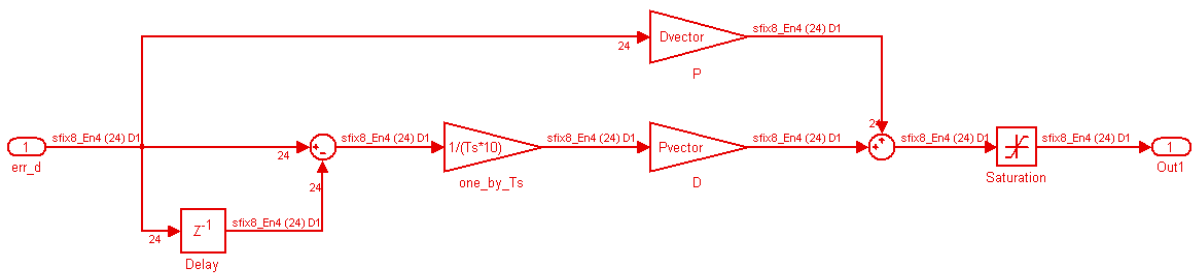 Dvector
sfix8_En4 (24) D1
24
P
sfix8_En4 (24) D1
1
err_d
24
sfix8_En4 (24) D1
1/(Ts*10)
one_by_Ts
sfix8_En4 (24) D1
Pvector
D
sfix8_En4 (24) D1
24
sfix8_En4 (24) D1
Saturation
sfix8_En4 (24) D1
1
Out1
24
24
Z-1
Delay
sfix8_En4 (24) D1